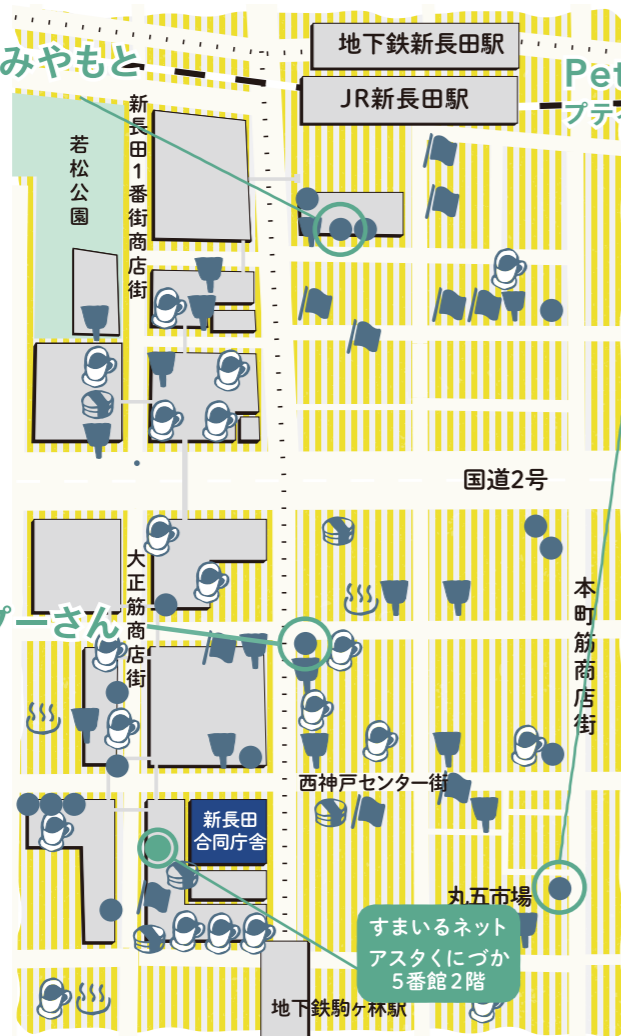 地下鉄新長田駅
JR新長田駅
みやもと
Pet
プティ
新長田1番街商店街
若松公園
国道2号
大正筋商店街
本町筋商店街
プーさん
西神戸センター街
新長田
合同庁舎
丸五市場
すまいるネット
アスタくにづか
5番館2階
地下鉄駒ヶ林駅